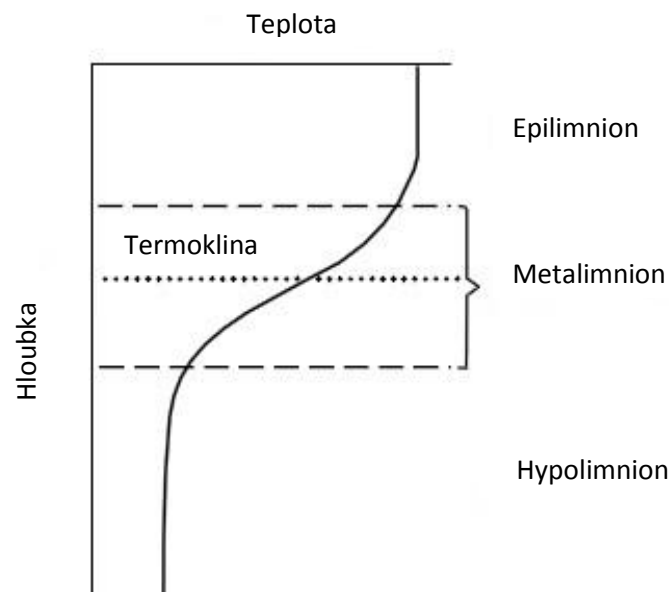 Teplota
Epilimnion
Termoklina
Metalimnion
Hloubka
Hypolimnion